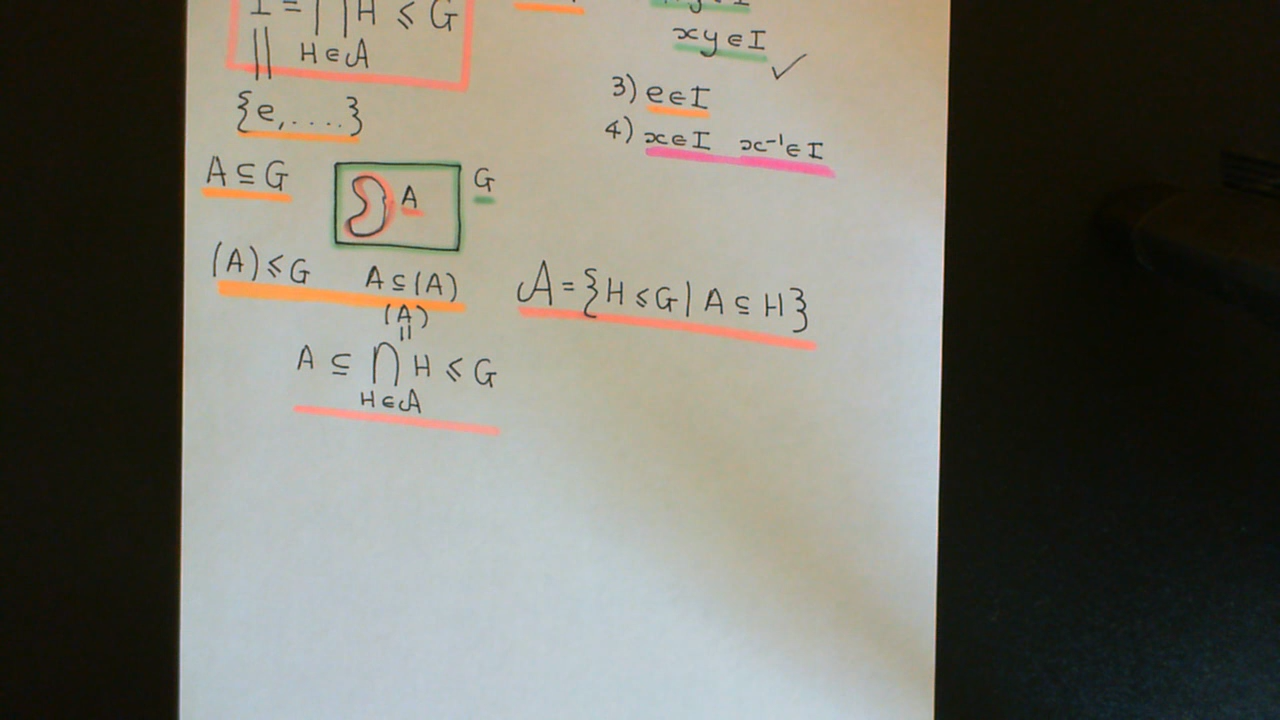 I = ⋂ H ≤ G
|| H ∈ 𝒜
{e, ....}
xy ∈ I ✓
3) e ∈ I
4) x ∈ I x⁻¹ ∈ I
A ⊆ G
A G
(A) ≤ G A ⊆ (A)
𝒜 = {H ≤ G | A ⊆ H}
(A)
||
A ⊆ ⋂ H ≤ G
H ∈ 𝒜